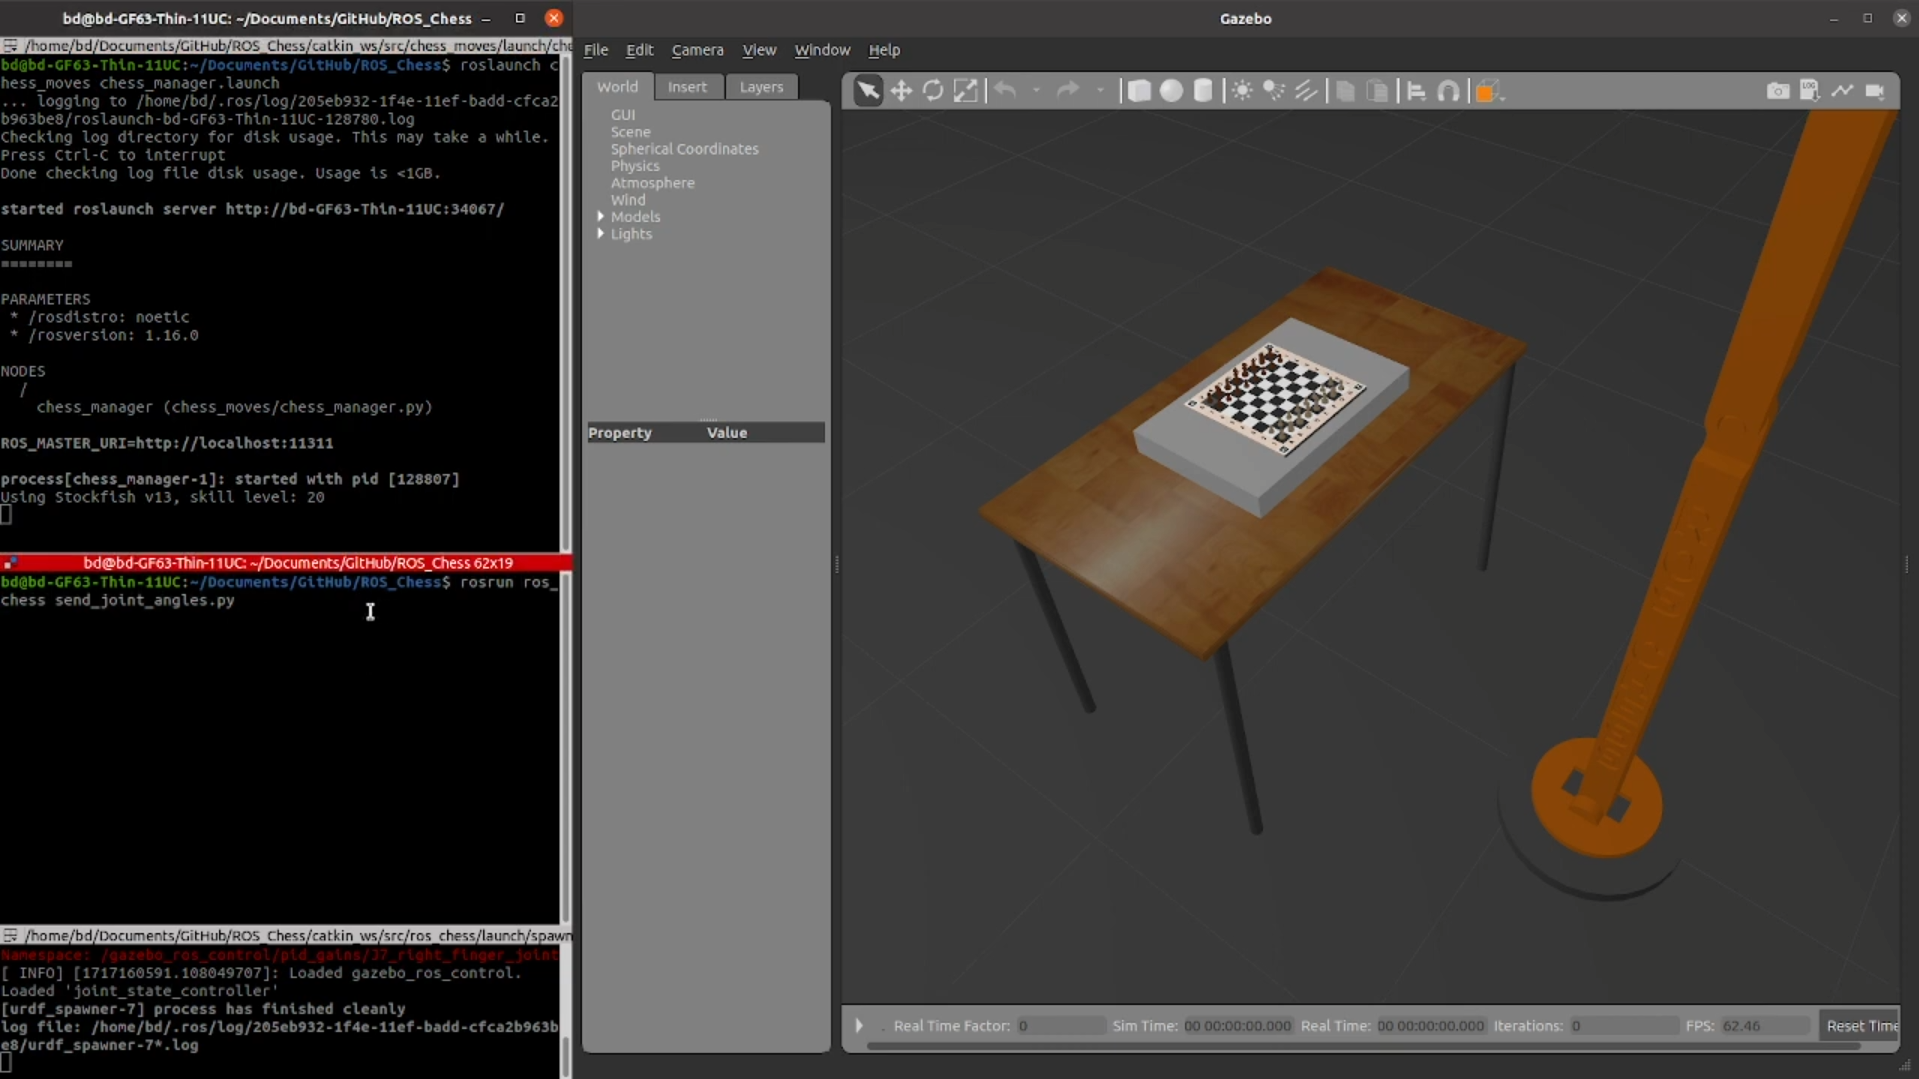 bd@bd-GF63-Thin-11UC: ~/Documents/GitHub/ROS_Chess
/home/bd/Documents/GitHub/ROS_Chess/catkin_ws/src/chess_moves/launch/che
bd@bd-GF63-Thin-11UC:~/Documents/GitHub/ROS_Chess$ roslaunch c
hess_moves chess_manager.launch
... logging to /home/bd/.ros/log/205eb932-1f4e-11ef-badd-cfca2
b963be8/roslaunch-bd-GF63-Thin-11UC-128780.log
Checking log directory for disk usage. This may take a while.
Press Ctrl-C to interrupt
Done checking log file disk usage. Usage is <1GB.
started roslaunch server http://bd-GF63-Thin-11UC:34067/
SUMMARY
========
PARAMETERS
* /rosdistro: noetic
* /rosversion: 1.16.0
NODES
/
chess_manager (chess_moves/chess_manager.py)
ROS_MASTER_URI=http://localhost:11311
process[chess_manager-1]: started with pid [128807]
Using Stockfish v13, skill level: 20
bd@bd-GF63-Thin-11UC: ~/Documents/GitHub/ROS_Chess 62x19
bd@bd-GF63-Thin-11UC:~/Documents/GitHub/ROS_Chess$ rosrun ros_
chess send_joint_angles.py
/home/bd/Documents/GitHub/ROS_Chess/catkin_ws/src/ros_chess/launch/spawn
Namespace: /gazebo_ros_control/pid_gains/J7_right_finger_joint
[ INFO] [1717160591.108049707]: Loaded gazebo_ros_control.
Loaded 'joint_state_controller'
[urdf_spawner-7] process has finished cleanly
log file: /home/bd/.ros/log/205eb932-1f4e-11ef-badd-cfca2b963b
e8/urdf_spawner-7*.log
Gazebo
File Edit Camera View Window Help
World Insert Layers
GUI
Scene
Spherical Coordinates
Physics
Atmosphere
Wind
Models
Lights
Property Value
Real Time Factor: 0 Sim Time: 00 00:00:00.000 Real Time: 00 00:00:00.000 Iterations: 0 FPS: 62.46 Reset Time